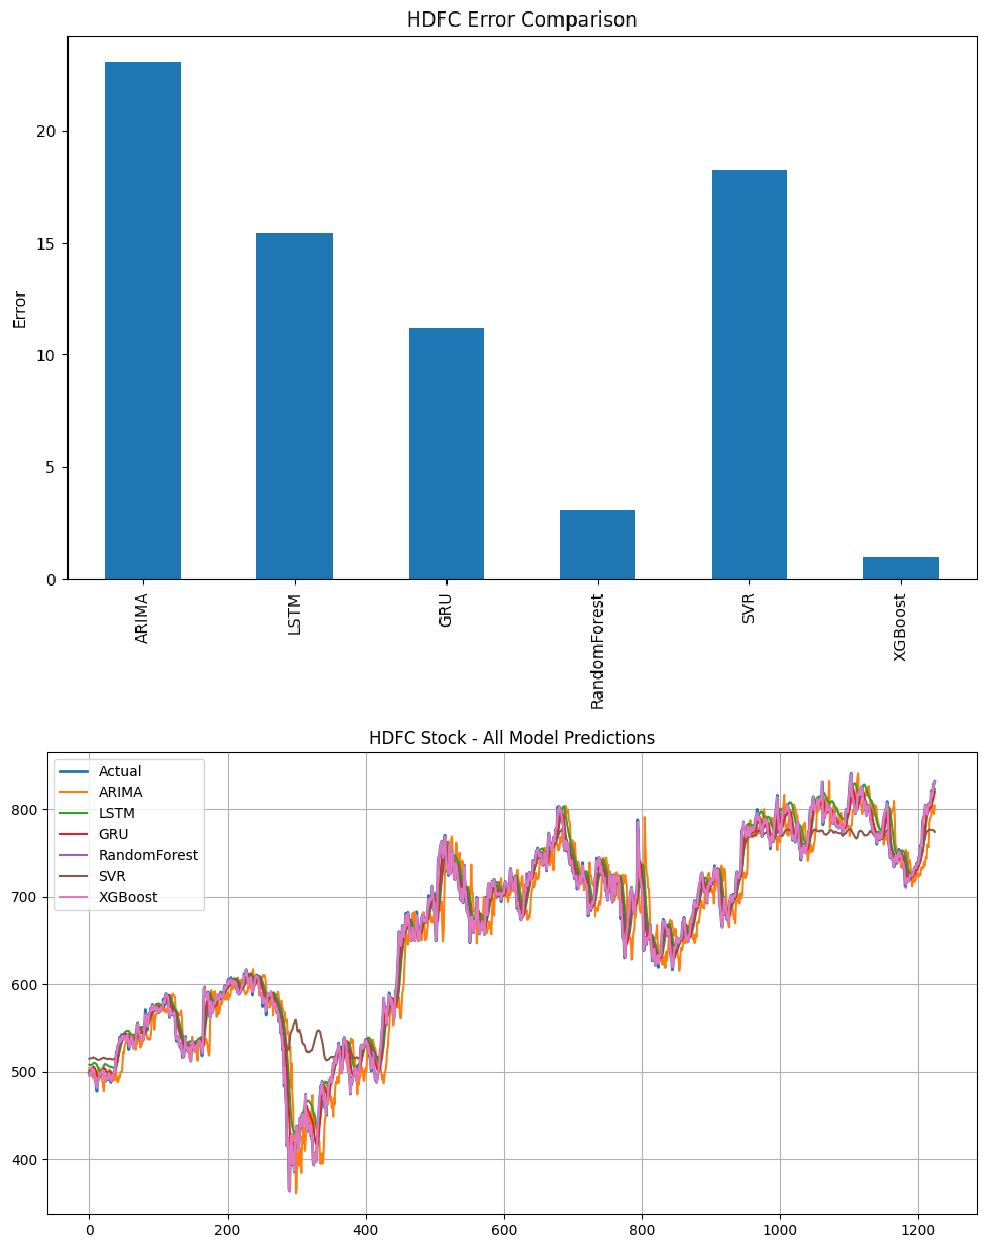 HDFC Error Comparison
20
15
10
5
0
Error
ARIMA
LSTM
GRU
RandomForest
SVR
XGBoost
HDFC Stock - All Model Predictions
Actual
ARIMA
LSTM
GRU
RandomForest
SVR
XGBoost
800
700
600
500
400
0 200 400 600 800 1000 1200